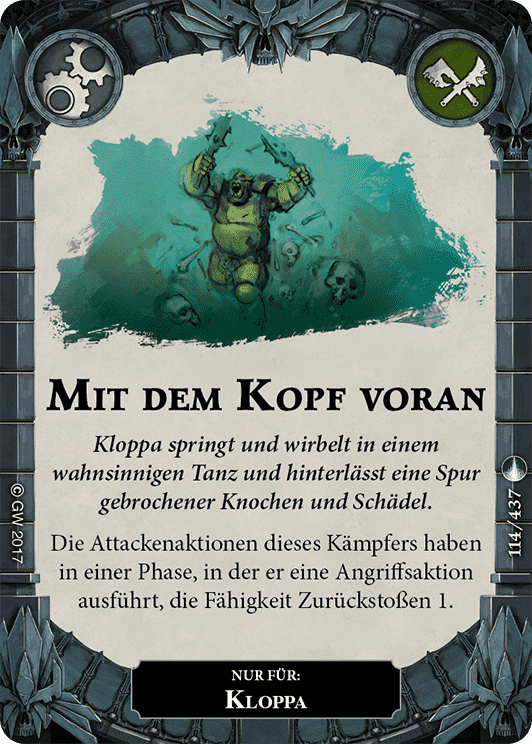 Mit dem Kopf voran
Kloppa springt und wirbelt in einem
wahnsinnigen Tanz und hinterlässt eine Spur
gebrochener Knochen und Schädel.
Die Attackenaktionen dieses Kämpfers haben
in einer Phase, in der er eine Angriffsaktion
ausführt, die Fähigkeit Zurückstoßen 1.
© GW 2017
114/437
NUR FÜR:
Kloppa